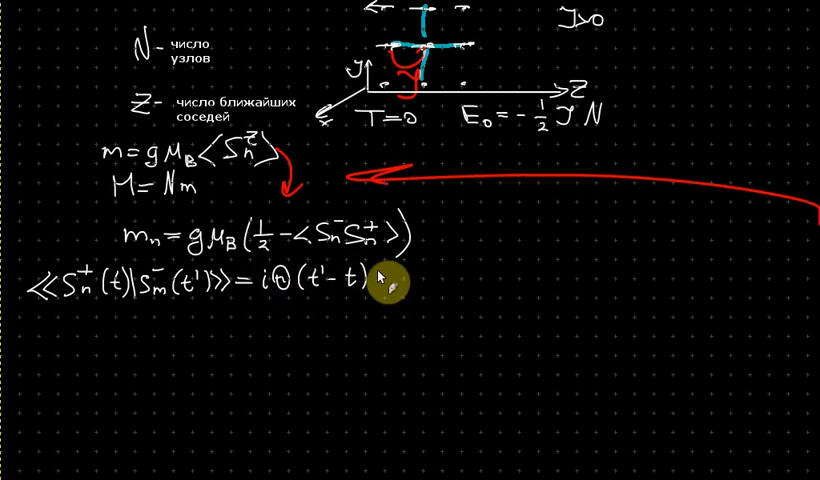 J>0
N - число узлов
y
Z
Z - число ближайших соседей
x
T=0 E₀ = -½ J N
m = gμ_B⟨S_n^z⟩
M = Nm
m_n = gμ_B(½ - ⟨S_n^- S_n^+⟩)
⟪S_n^+(t)|S_m^-(t')⟫ = iΘ(t'-t)